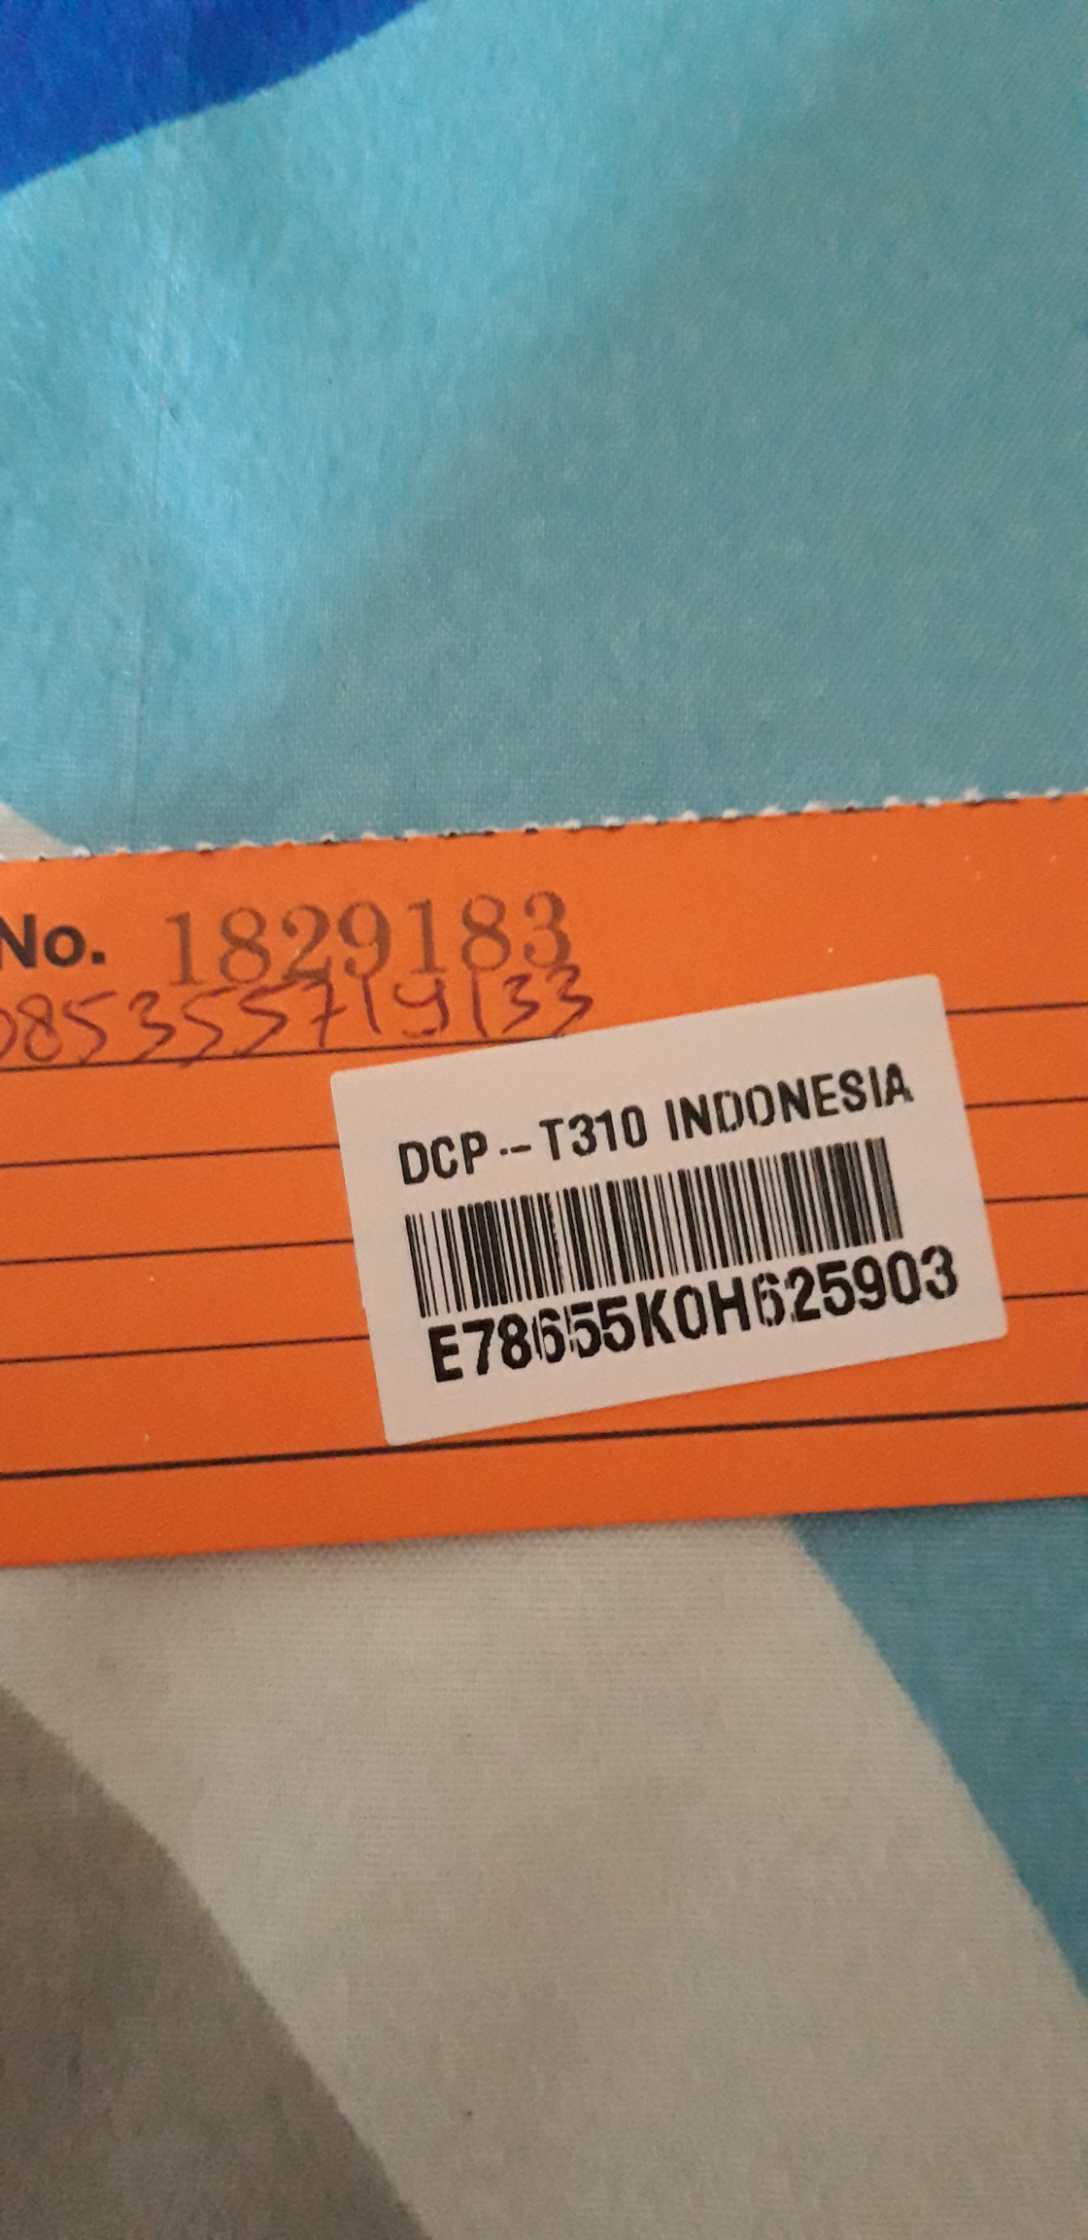 No. 1829183
085355719133
DCP-T310 INDONESIA
E78655K0H625903